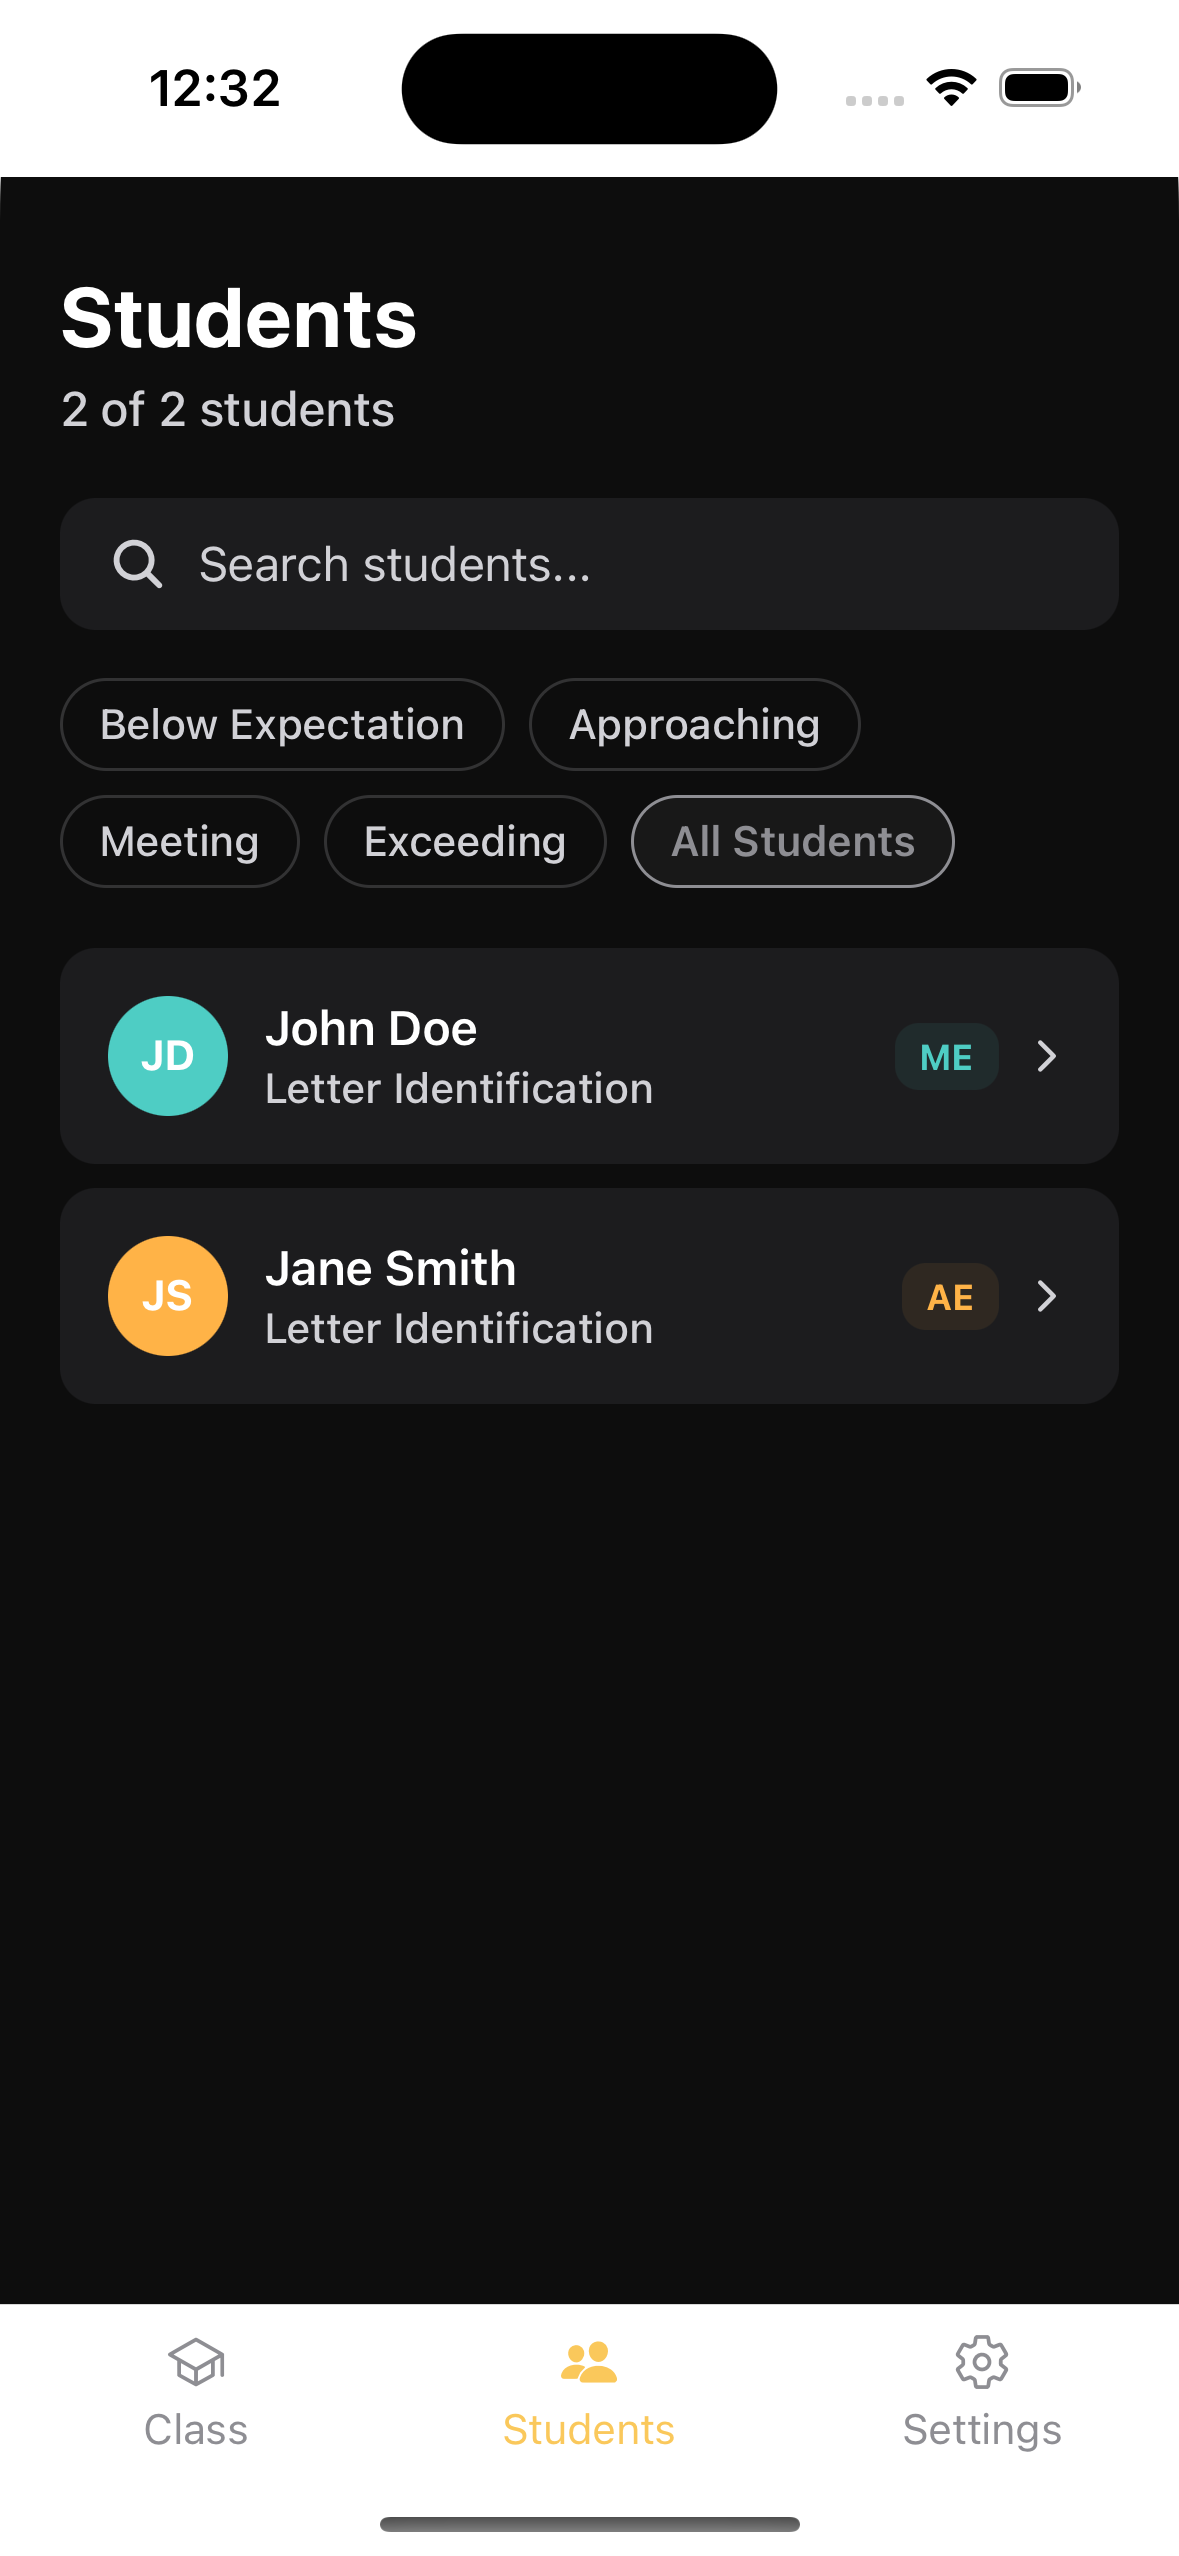 12:32
Students
2 of 2 students
Search students...
Below Expectation
Approaching
Meeting
Exceeding
All Students
JD
John Doe
Letter Identification
ME
JS
Jane Smith
Letter Identification
AE
Class
Students
Settings